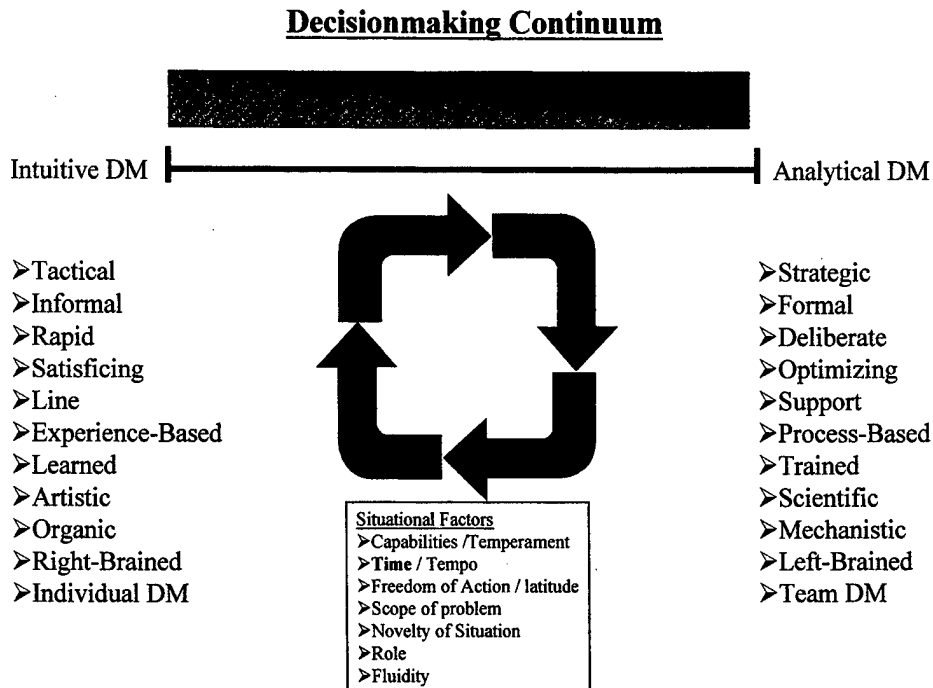 Decisionmaking Continuum
Intuitive DM
Analytical DM
➢Tactical
➢Informal
➢Rapid
➢Satisficing
➢Line
➢Experience-Based
➢Learned
➢Artistic
➢Organic
➢Right-Brained
➢Individual DM
➢Strategic
➢Formal
➢Deliberate
➢Optimizing
➢Support
➢Process-Based
➢Trained
➢Scientific
➢Mechanistic
➢Left-Brained
➢Team DM
Situational Factors
➢Capabilities /Temperament
➢Time / Tempo
➢Freedom of Action / latitude
➢Scope of problem
➢Novelty of Situation
➢Role
➢Fluidity